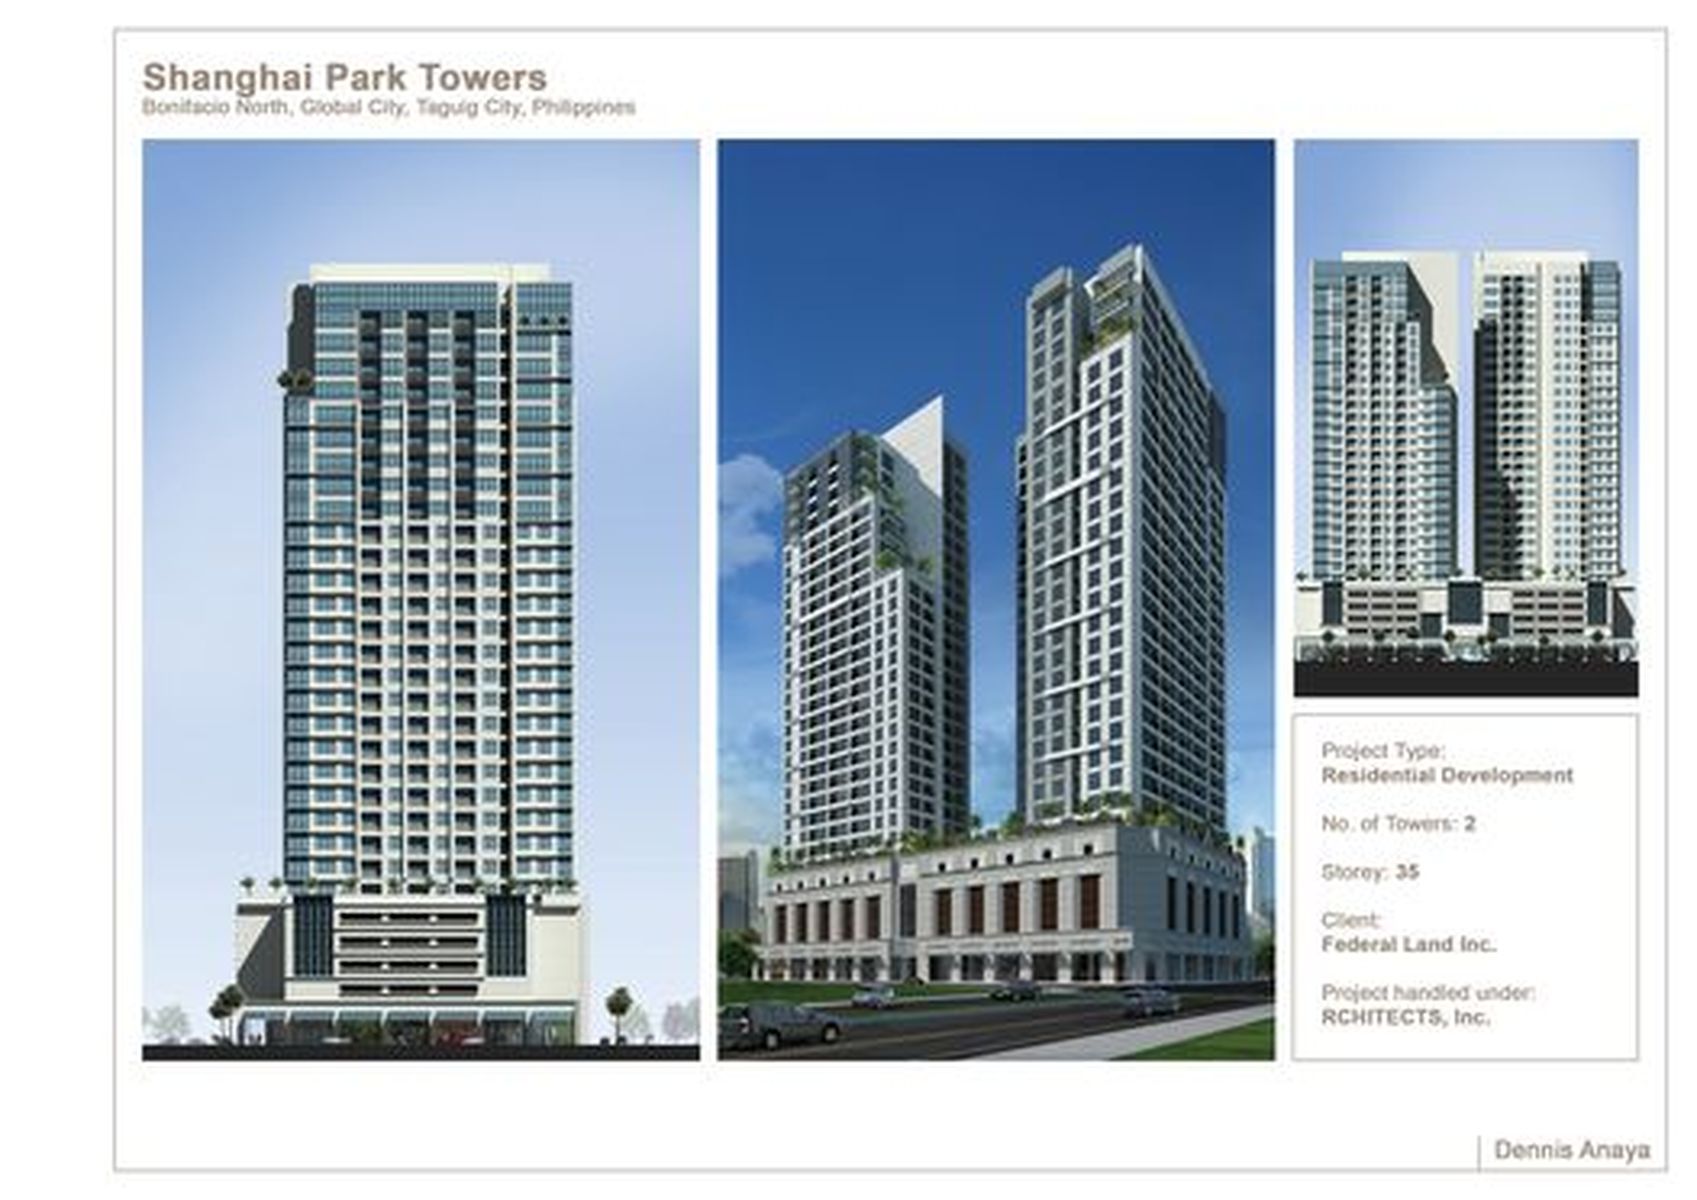 Shanghai Park Towers
Bonifacio North, Global City, Taguig City, Philippines
Project Type:
Residential Development
No. of Towers: 2
Storey: 35
Client:
Federal Land Inc.
Project handled under:
RCHITECTS, Inc.
Dennis Anaya